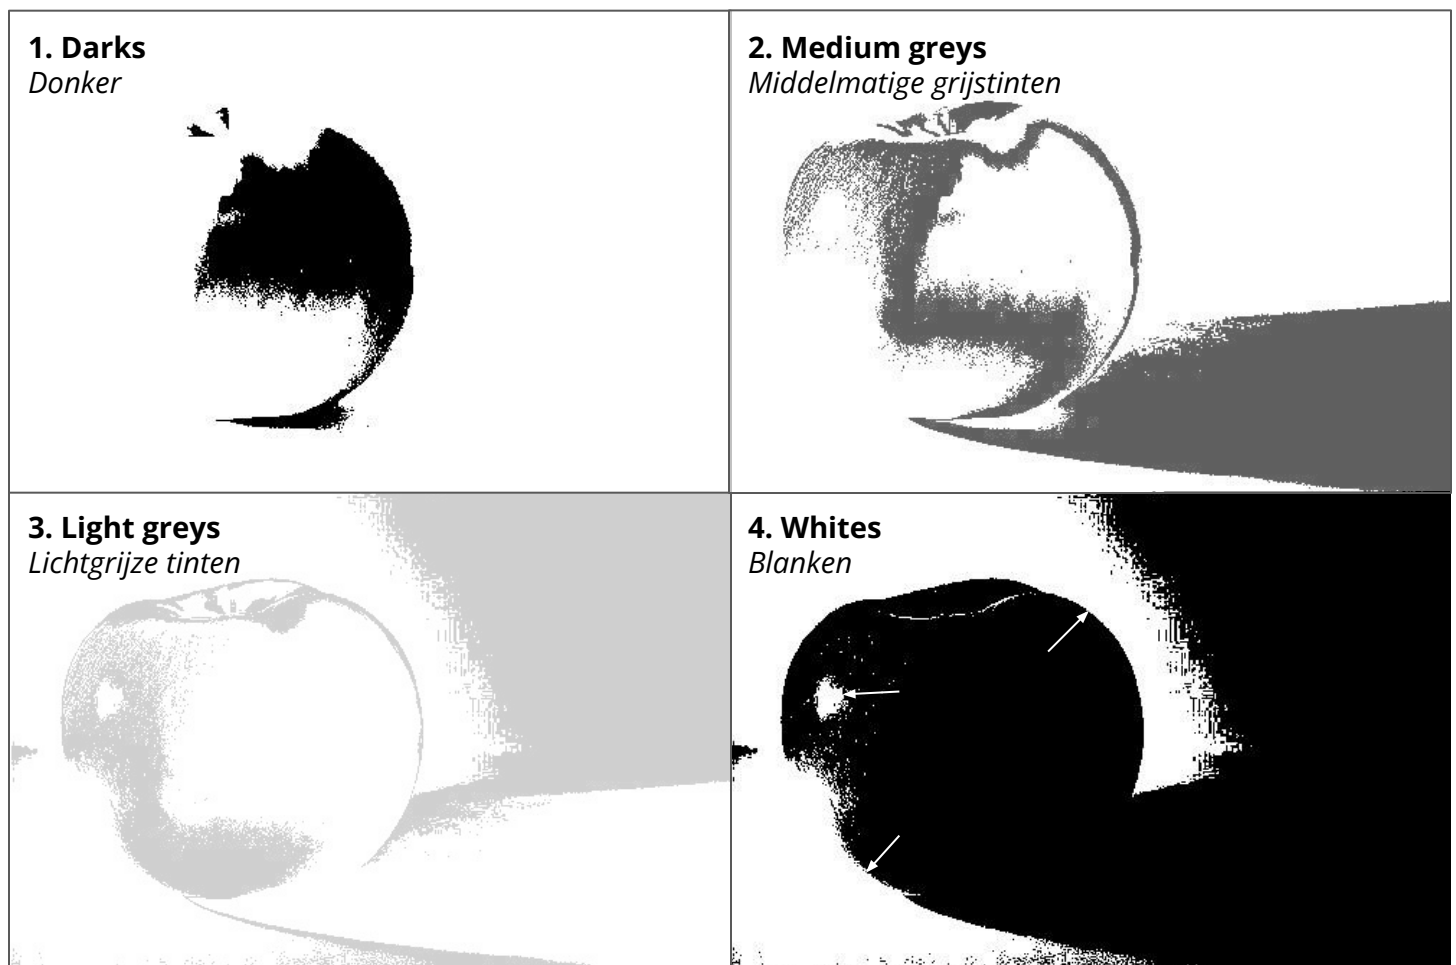 1. Darks
Donker
2. Medium greys
Middelmatige grijstinten
3. Light greys
Lichtgrijze tinten
4. Whites
Blanken